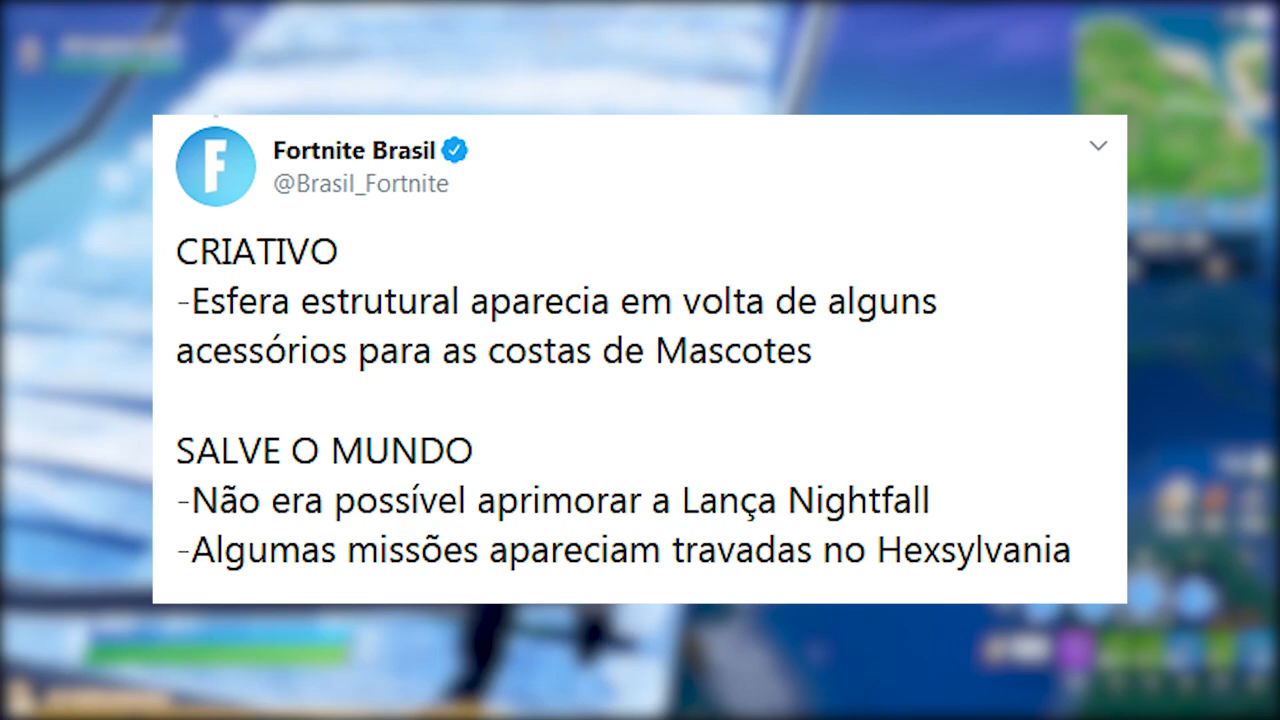 Fortnite Brasil
@Brasil_Fortnite
CRIATIVO
-Esfera estrutural aparecia em volta de alguns
acessórios para as costas de Mascotes
SALVE O MUNDO
-Não era possível aprimorar a Lança Nightfall
-Algumas missões apareciam travadas no Hexsylvania